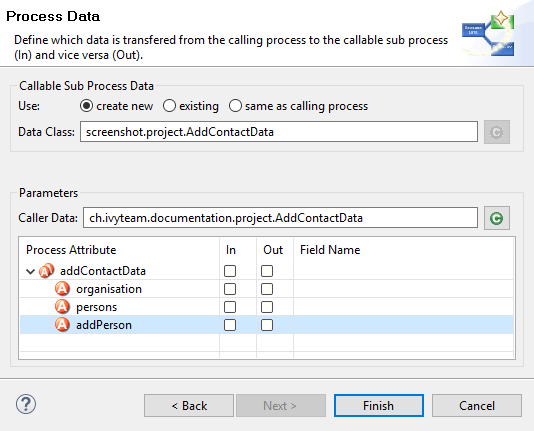 Process Data
Define which data is transfered from the calling process to the callable sub process
(In) and vice versa (Out).
Callable Sub Process Data
Use: create new existing same as calling process
Data Class: screenshot.project.AddContactData
C
Parameters
Caller Data: ch.ivyteam.documentation.project.AddContactData
C
Process Attribute In Out Field Name
A addContactData
A organisation
A persons
A addPerson
? < Back Next > Finish Cancel